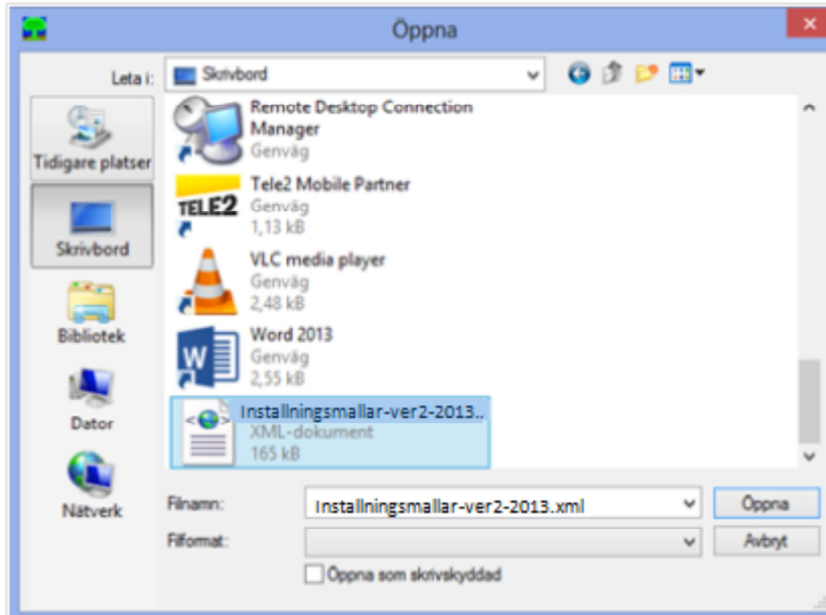 Öppna
Leta i:
Skrivbord
Tidigare platser
Skrivbord
Bibliotek
Dator
Nätverk
Remote Desktop Connection
Manager
Genväg
TELE2
Tele2 Mobile Partner
Genväg
1,13 kB
VLC media player
Genväg
2,48 kB
W
Word 2013
Genväg
2,55 kB
Installningsmallar-ver2-2013..
XML-dokument
165 kB
Filnamn:
Installningsmallar-ver2-2013.xml
Öppna
Filformat:
Avbryt
Öppna som skrivskyddad